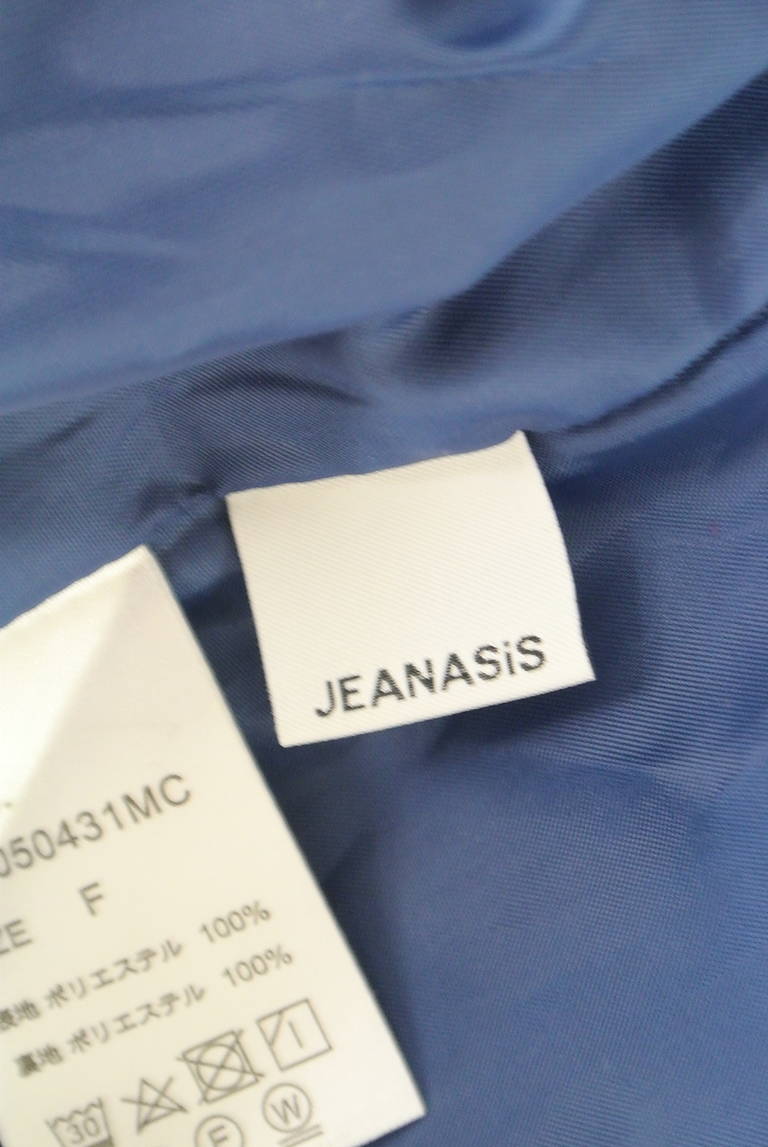 JEANASiS
050431MC
ZE F
表地 ポリエステル 100%
裏地 ポリエステル 100%
30
F W